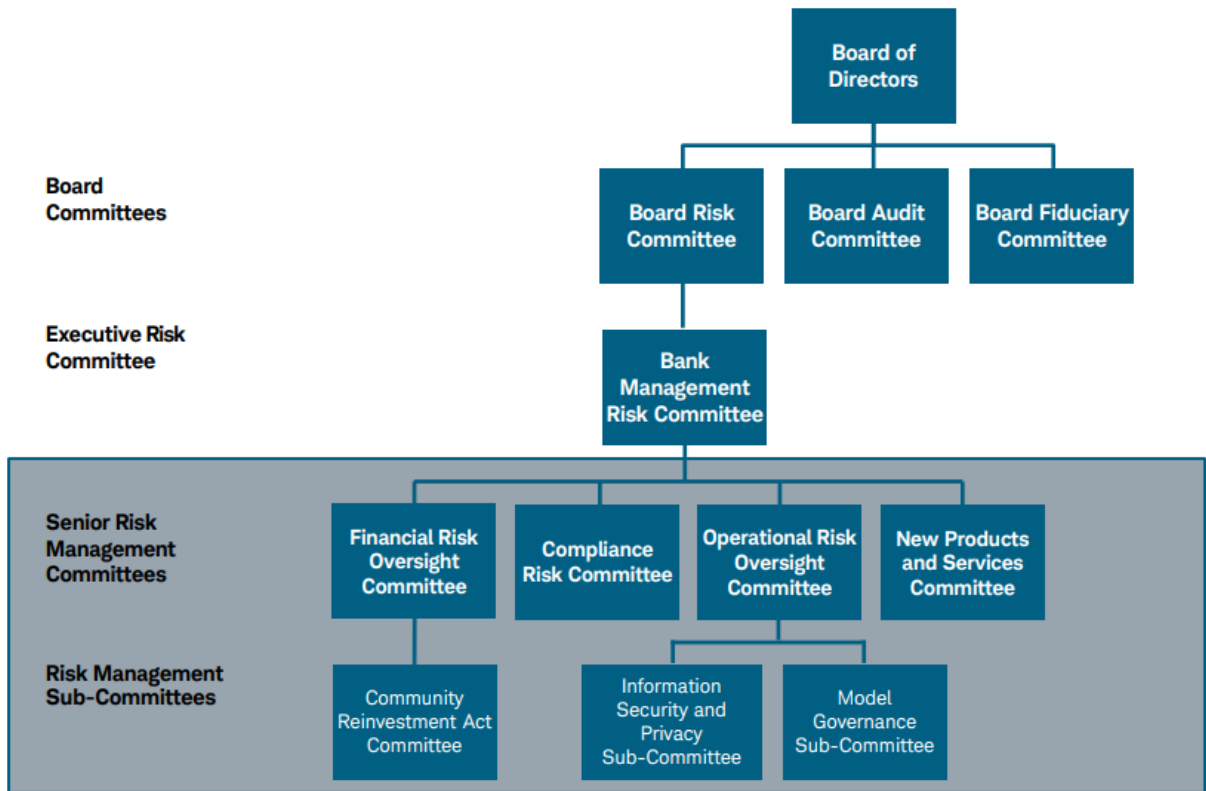 Board of
Directors
Board
Committees
Board Risk
Committee
Board Audit
Committee
Board Fiduciary
Committee
Executive Risk
Committee
Bank
Management
Risk Committee
Senior Risk
Management
Committees
Financial Risk
Oversight
Committee
Compliance
Risk Committee
Operational Risk
Oversight
Committee
New Products
and Services
Committee
Risk Management
Sub-Committees
Community
Reinvestment Act
Committee
Information
Security and
Privacy
Sub-Committee
Model
Governance
Sub-Committee